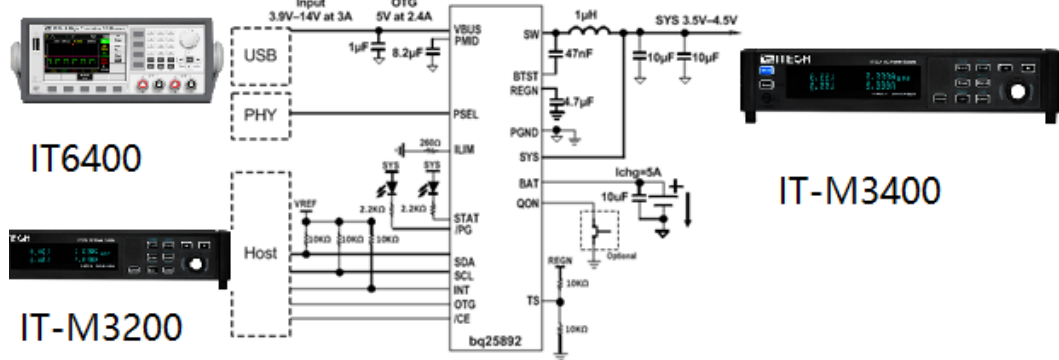 Input
3.9V–14V at 3A
OTG
5V at 2.4A
USB
1µF
8.2µF
VBUS
PMID
SW
1µH
SYS 3.5V–4.5V
47nF
10µF
10µF
BTST
REGN
4.7µF
ITECH
PHY
PSEL
PGND
IT6400
260Ω
ILIM
SYS
SYS
SYS
BAT
Ichg=5A
IT-M3400
QON
10uF
2.2KΩ
2.2KΩ
STAT
/PG
VREF
10KΩ
10KΩ
10KΩ
Optional
ITECH
Host
SDA
SCL
INT
OTG
/CE
REGN
10KΩ
TS
10KΩ
IT-M3200
bq25892